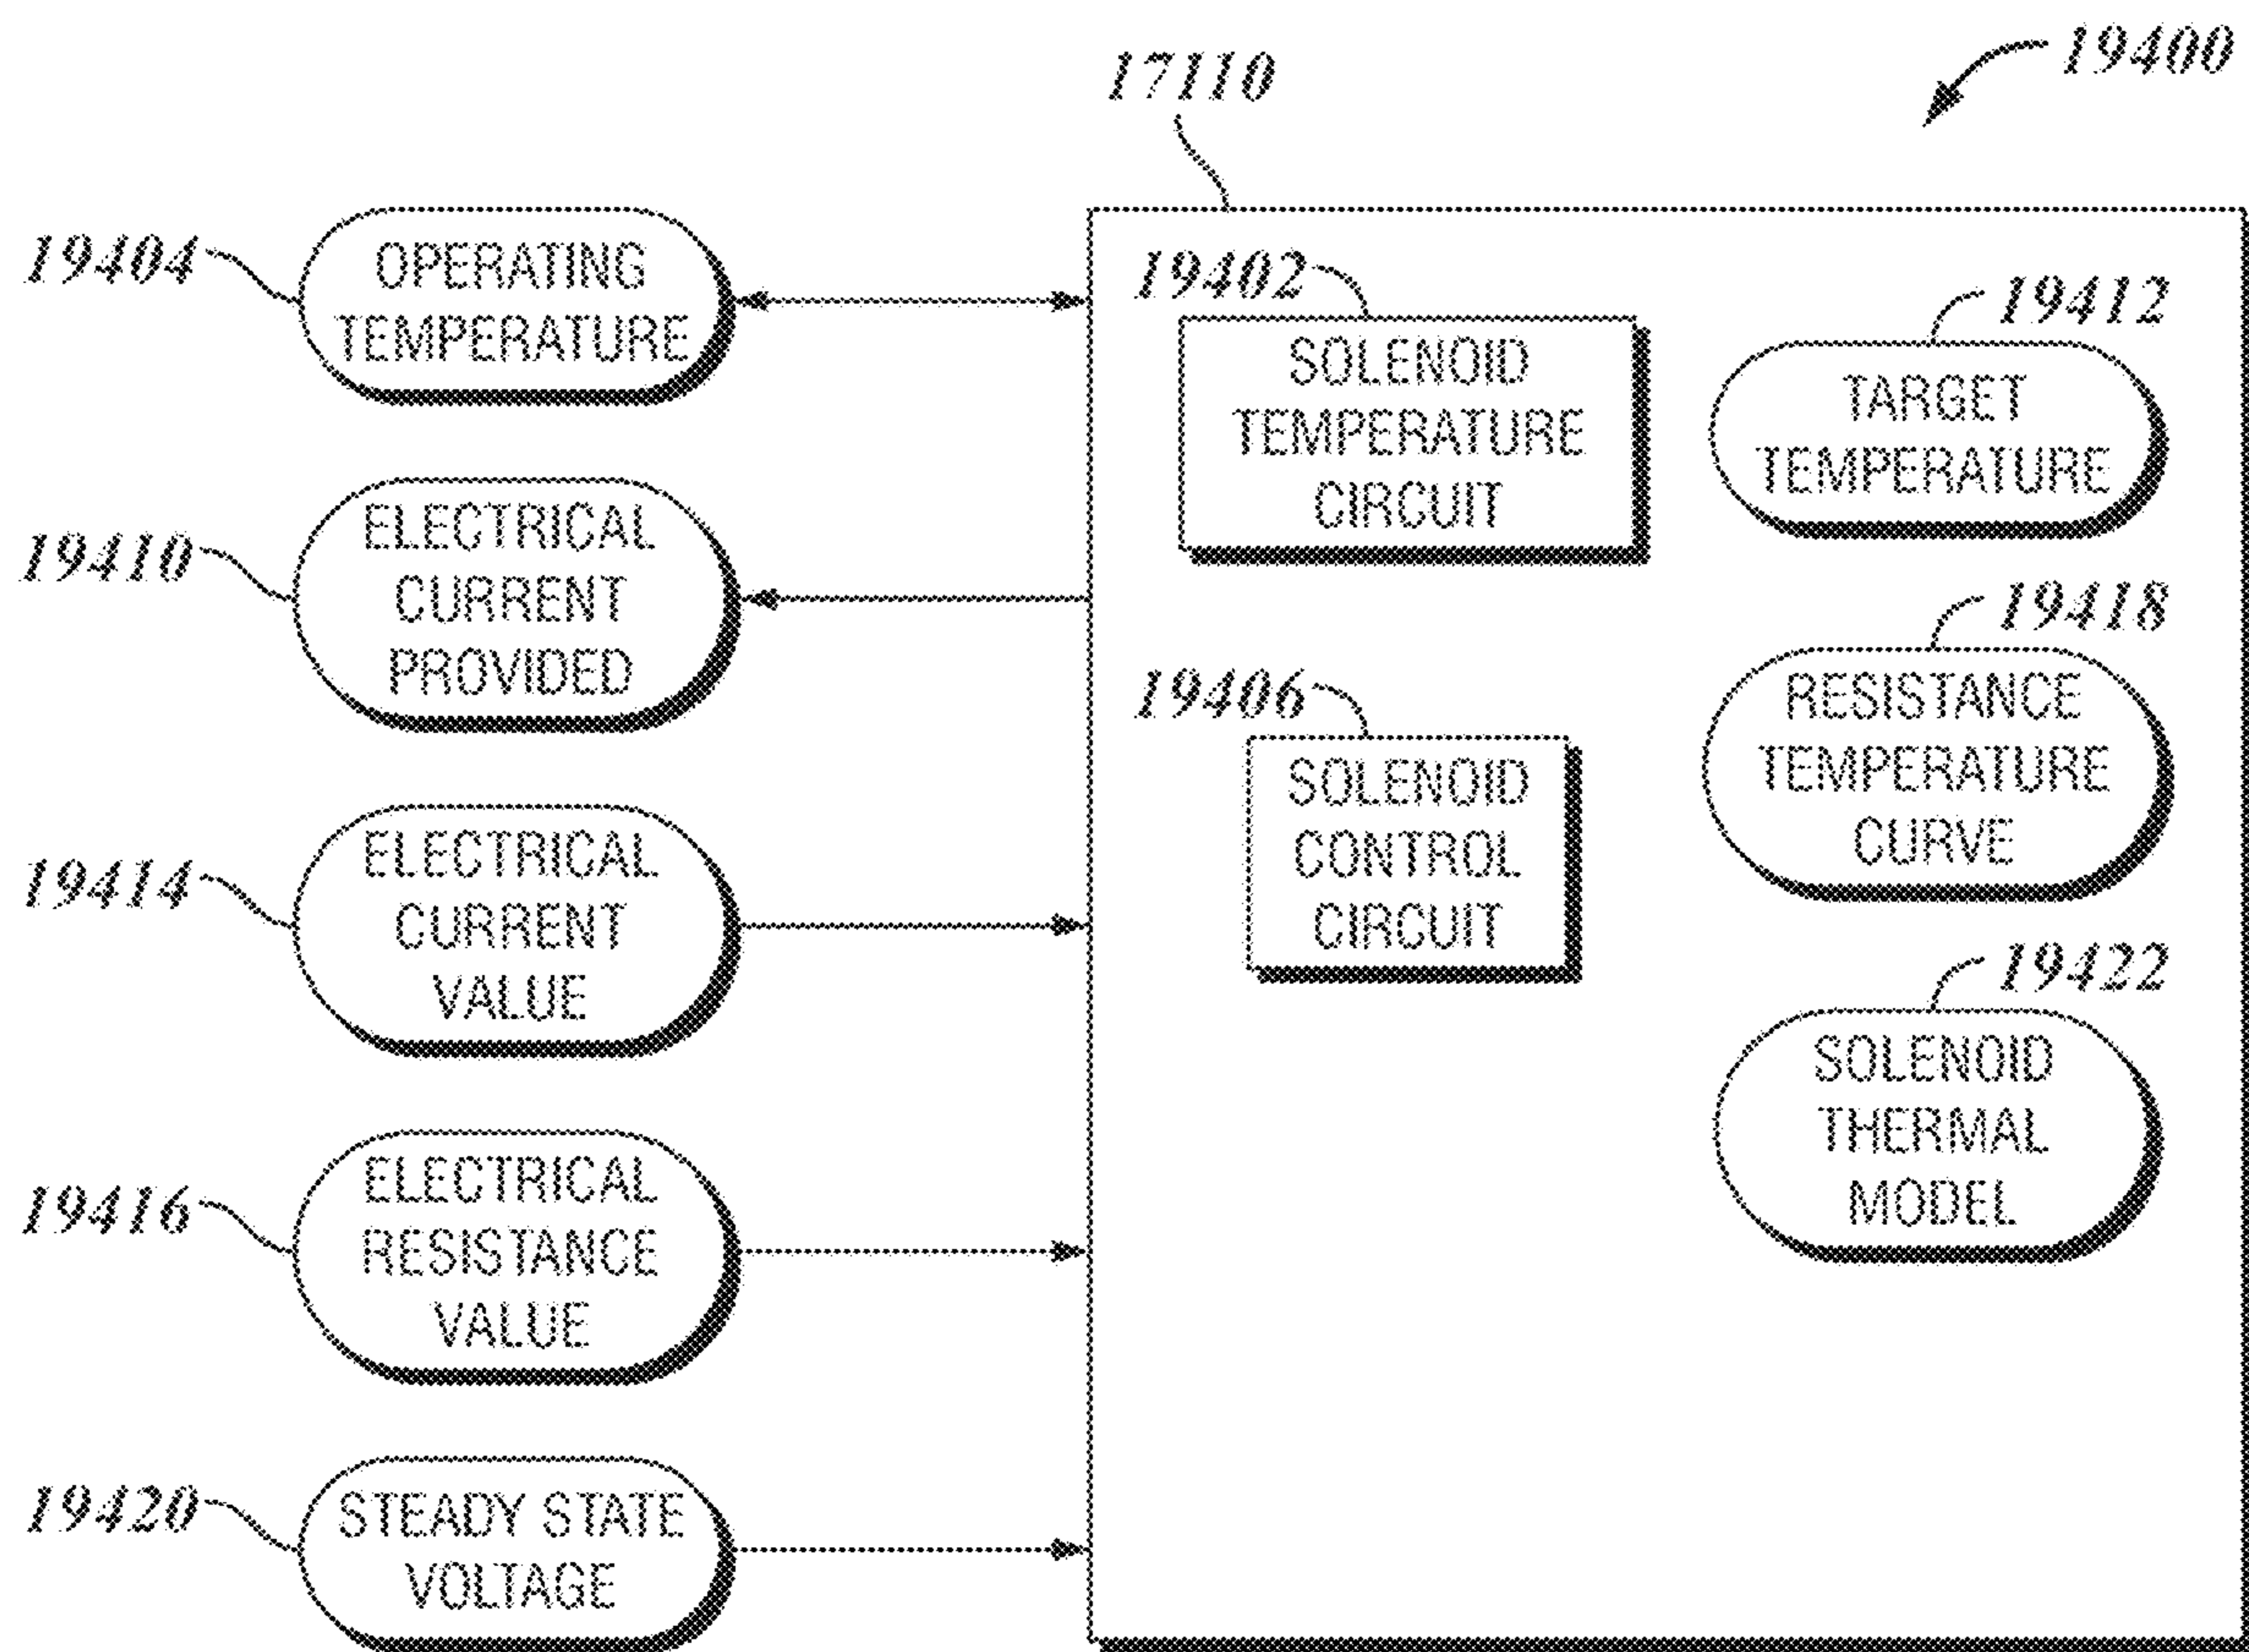 19400
17110
19404
OPERATING
TEMPERATURE
19410
ELECTRICAL
CURRENT
PROVIDED
19414
ELECTRICAL
CURRENT
VALUE
19416
ELECTRICAL
RESISTANCE
VALUE
19420
STEADY STATE
VOLTAGE
19402
SOLENOID
TEMPERATURE
CIRCUIT
19406
SOLENOID
CONTROL
CIRCUIT
19412
TARGET
TEMPERATURE
19418
RESISTANCE
TEMPERATURE
CURVE
19422
SOLENOID
THERMAL
MODEL